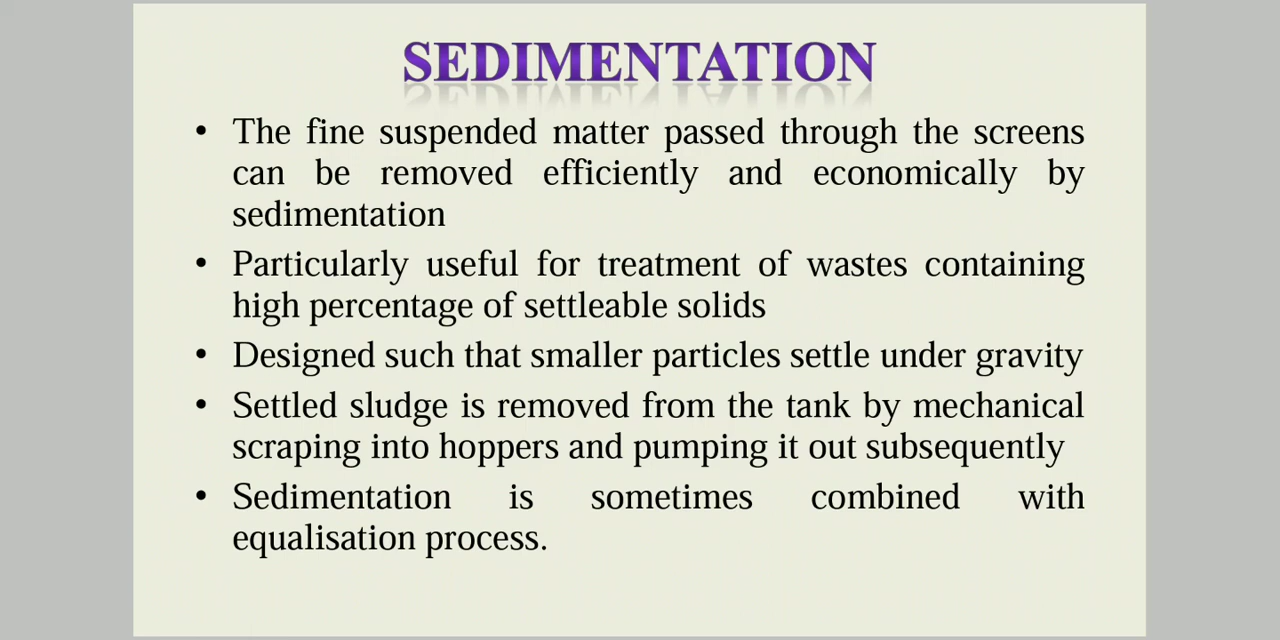 SEDIMENTATION
• The fine suspended matter passed through the screens
can be removed efficiently and economically by
sedimentation
• Particularly useful for treatment of wastes containing
high percentage of settleable solids
• Designed such that smaller particles settle under gravity
• Settled sludge is removed from the tank by mechanical
scraping into hoppers and pumping it out subsequently
• Sedimentation is sometimes combined with
equalisation process.